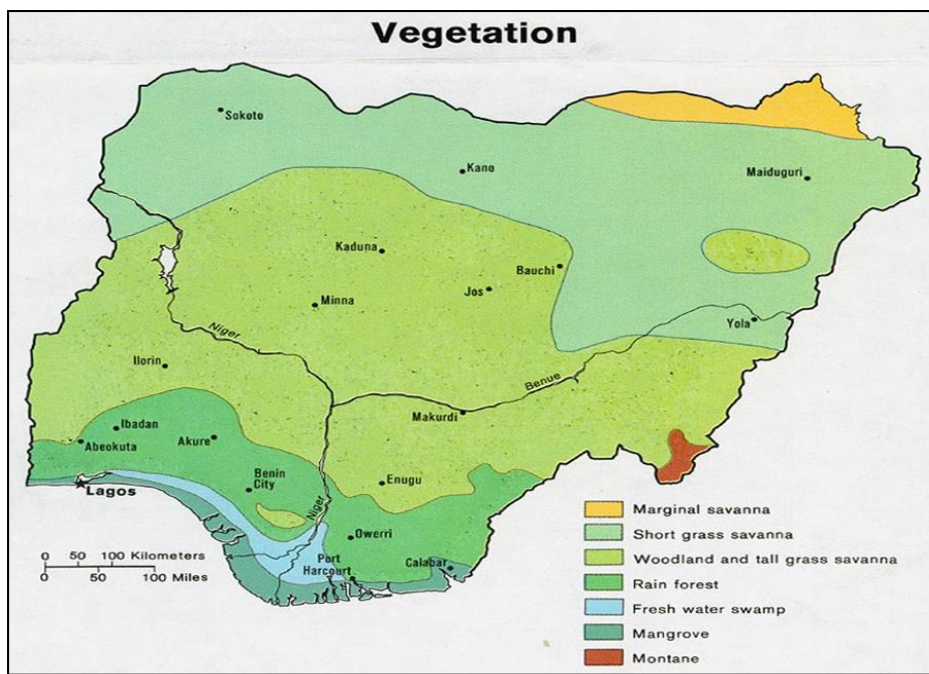 Vegetation
Sokoto
Kano
Maiduguri
Kaduna
Bauchi
Jos
Minna
Yola
Niger
Ilorin
Benue
Makurdi
Ibadan
Akure
Abeokuta
Benin
City
Enugu
Lagos
Niger
Owerri
Port
Harcourt
Calabar
0 50 100 Kilometers
0 50 100 Miles
Marginal savanna
Short grass savanna
Woodland and tall grass savanna
Rain forest
Fresh water swamp
Mangrove
Montane